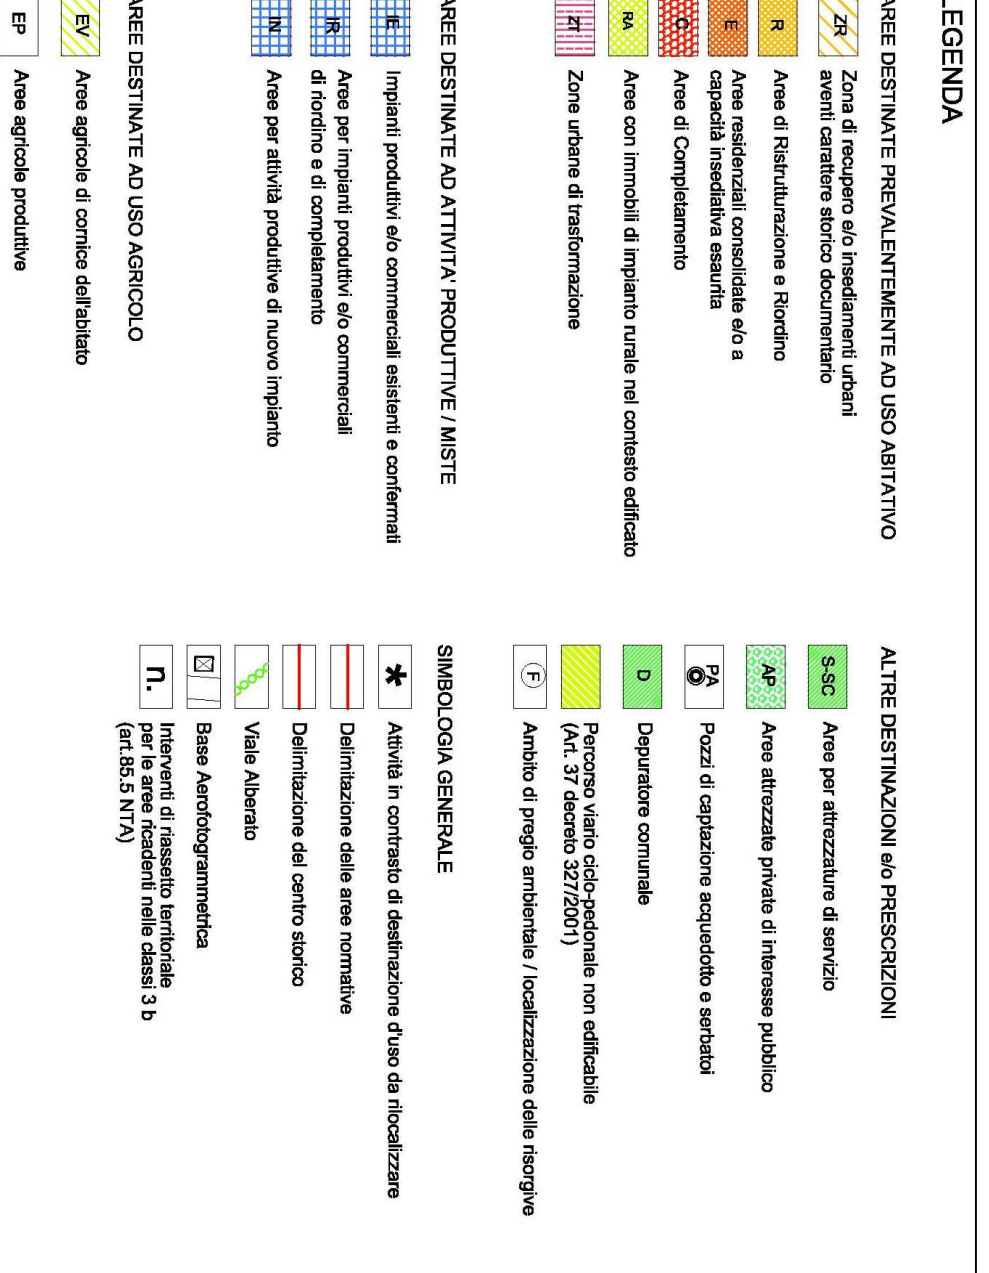 LEGENDA
AREE DESTINATE PREVALENTEMENTE AD USO ABITATIVO
ZR
Zona di recupero e/o insediamenti urbani
aventi carattere storico documentario
R
Aree di Ristrutturazione e Riordino
E
Aree residenziali consolidate e/o a
capacità insediativa esaurita
C
Aree di Completamento
RA
Aree con immobili di impianto rurale nel contesto edificato
ZT
Zone urbane di trasformazione
AREE DESTINATE AD ATTIVITA' PRODUTTIVE / MISTE
IE
Impianti produttivi e/o commerciali esistenti e confermati
IR
Aree per impianti produttivi e/o commerciali
di riordino e di completamento
IN
Aree per attività produttive di nuovo impianto
AREE DESTINATE AD USO AGRICOLO
EV
Aree agricole di cornice dell'abitato
EP
Aree agricole produttive
ALTRE DESTINAZIONI e/o PRESCRIZIONI
S-SC
Aree per attrezzature di servizio
AP
Aree attrezzate private di interesse pubblico
PA
Pozzi di captazione acquedotto e serbatoi
D
Depuratore comunale
Percorso viario ciclo-pedonale non edificabile
(Art. 37 decreto 327/2001)
F
Ambito di pregio ambientale / localizzazione delle risorgive
SIMBOLOGIA GENERALE
*
Attività in contrasto di destinazione d'uso da rilocalizzare
Delimitazione delle aree normative
Delimitazione del centro storico
Viale Alberato
Base Aerofotogrammetrica
n.
Interventi di riassetto territoriale
per le aree ricadenti nelle classi 3 b
(art.85.5 NTA)